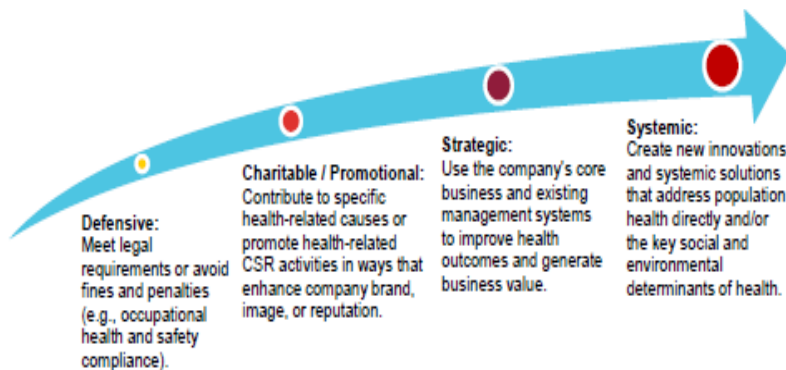 Defensive:
Meet legal
requirements or avoid
fines and penalties
(e.g., occupational
health and safety
compliance).
Charitable / Promotional:
Contribute to specific
health-related causes or
promote health-related
CSR activities in ways that
enhance company brand,
image, or reputation.
Strategic:
Use the company's core
business and existing
management systems
to improve health
outcomes and generate
business value.
Systemic:
Create new innovations
and systemic solutions
that address population
health directly and/or
the key social and
environmental
determinants of health.